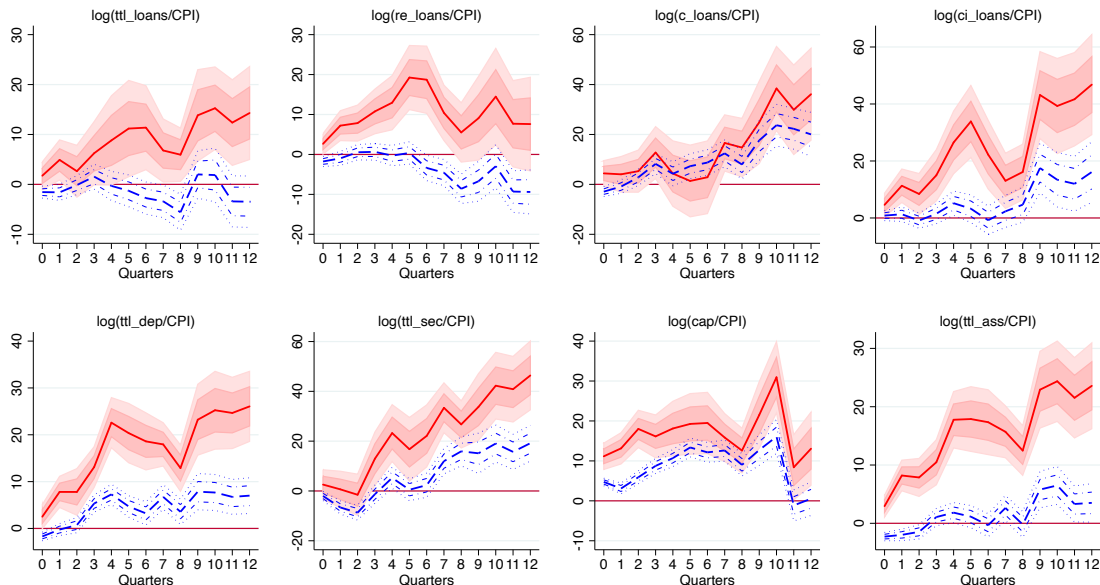 log(ttl_loans/CPI)
30
20
10
0
-10
0 1 2 3 4 5 6 7 8 9 10 11 12
Quarters
log(re_loans/CPI)
30
20
10
0
-10
-20
0 1 2 3 4 5 6 7 8 9 10 11 12
Quarters
log(c_loans/CPI)
60
40
20
0
-20
0 1 2 3 4 5 6 7 8 9 10 11 12
Quarters
log(ci_loans/CPI)
60
40
20
0
0 1 2 3 4 5 6 7 8 9 10 11 12
Quarters
log(ttl_dep/CPI)
40
30
20
10
0
0 1 2 3 4 5 6 7 8 9 10 11 12
Quarters
log(ttl_sec/CPI)
60
40
20
0
-20
0 1 2 3 4 5 6 7 8 9 10 11 12
Quarters
log(cap/CPI)
40
30
20
10
0
-10
0 1 2 3 4 5 6 7 8 9 10 11 12
Quarters
log(ttl_ass/CPI)
30
20
10
0
0 1 2 3 4 5 6 7 8 9 10 11 12
Quarters